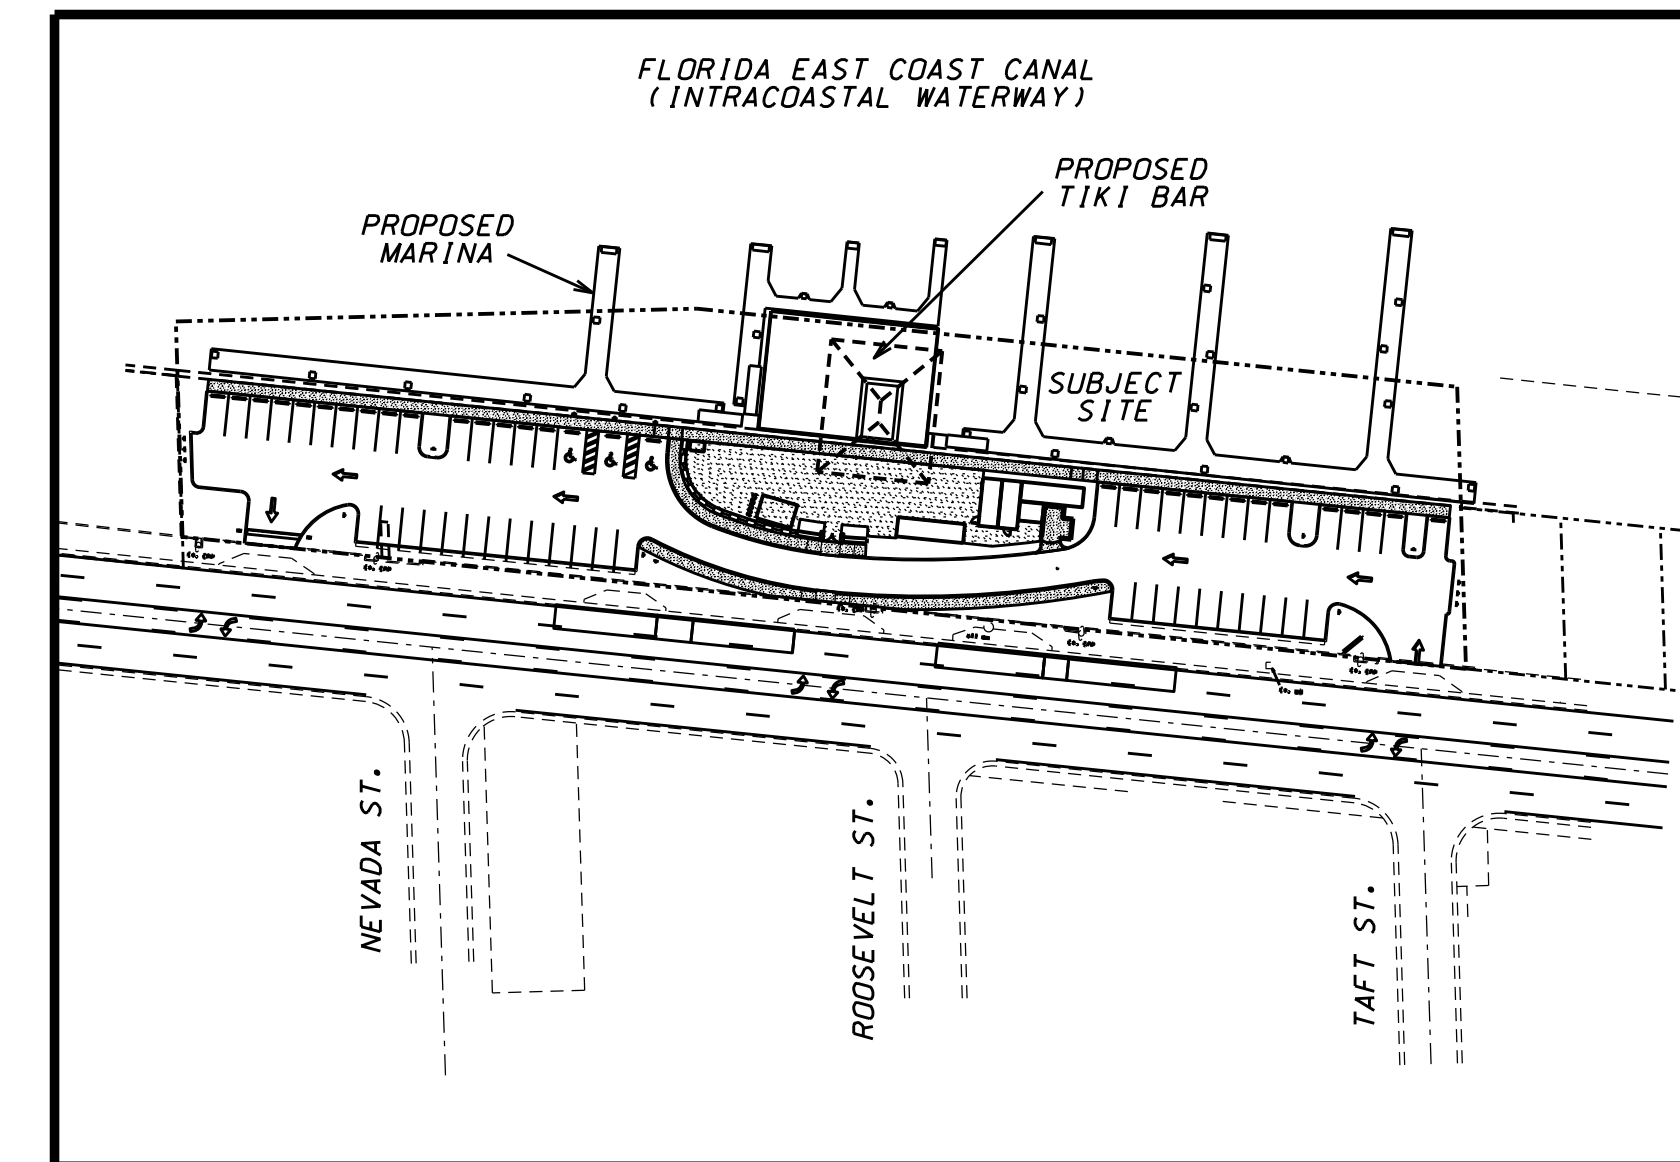 FLORIDA EAST COAST CANAL
(INTRACOASTAL WATERWAY)
PROPOSED
TIKI BAR
PROPOSED
MARINA
SUBJECT
SITE
NEVADA ST.
ROOSEVELT ST.
TAFT ST.